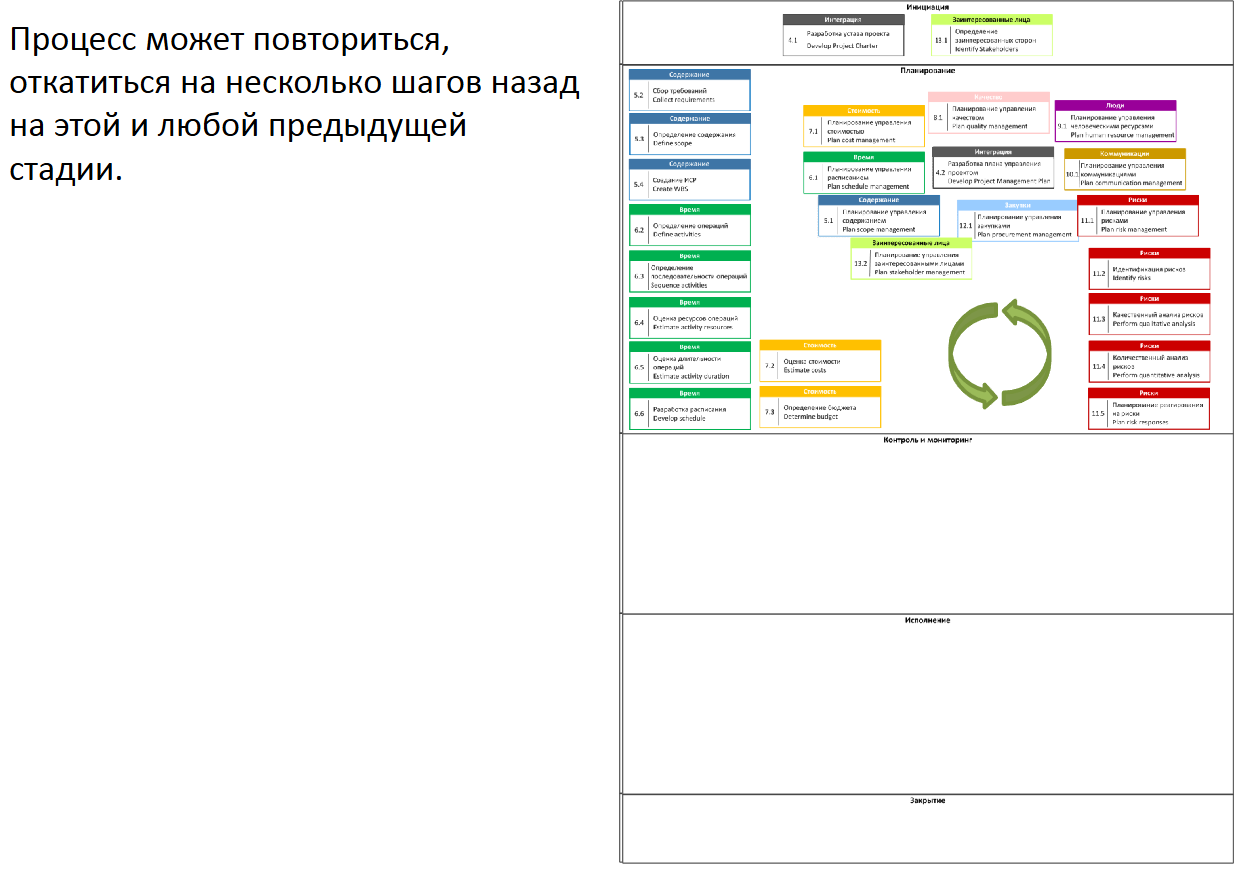 Процесс может повториться,
откатиться на несколько шагов назад
на этой и любой предыдущей
стадии.
Инициация
Интеграция
4.1
Разработка устава проекта
Develop Project Charter
Заинтересованные лица
13.1
Определение
заинтересованных сторон
Identify Stakeholders
Планирование
Содержание
5.2
Сбор требований
Collect requirements
Содержание
5.3
Определение содержания
Define scope
Содержание
5.4
Создание ИСР
Create WBS
Время
6.2
Определение операций
Define activities
Время
6.3
Определение
последовательности операций
Sequence activities
Время
6.4
Оценка ресурсов операций
Estimate activity resources
Время
6.5
Оценка длительности
операций
Estimate activity duration
Время
6.6
Разработка расписания
Develop schedule
Стоимость
7.2
Оценка стоимости
Estimate costs
Стоимость
7.3
Определение бюджета
Determine budget
Стоимость
7.1
Планирование управления
стоимостью
Plan cost management
Качество
8.1
Планирование управления
качеством
Plan quality management
Люди
9.1
Планирование управления
человеческими ресурсами
Plan human resource management
Время
6.1
Планирование управления
расписанием
Plan schedule management
Интеграция
4.2
Разработка плана управления
проектом
Develop Project Management Plan
Коммуникации
10.1
Планирование управления
коммуникациями
Plan communication management
Содержание
5.1
Планирование управления
содержанием
Plan scope management
Закупки
12.1
Планирование управления
закупками
Plan procurement management
Риски
11.1
Планирование управления
рисками
Plan risk management
Заинтересованные лица
13.2
Планирование управления
заинтересованными лицами
Plan stakeholder management
Риски
11.2
Идентификация рисков
Identify risks
Риски
11.3
Качественный анализ рисков
Perform qualitative analysis
Риски
11.4
Количественный анализ
рисков
Perform quantitative analysis
Риски
11.5
Планирование реагирования
на риски
Plan risk responses
Контроль и мониторинг
Исполнение
Закрытие